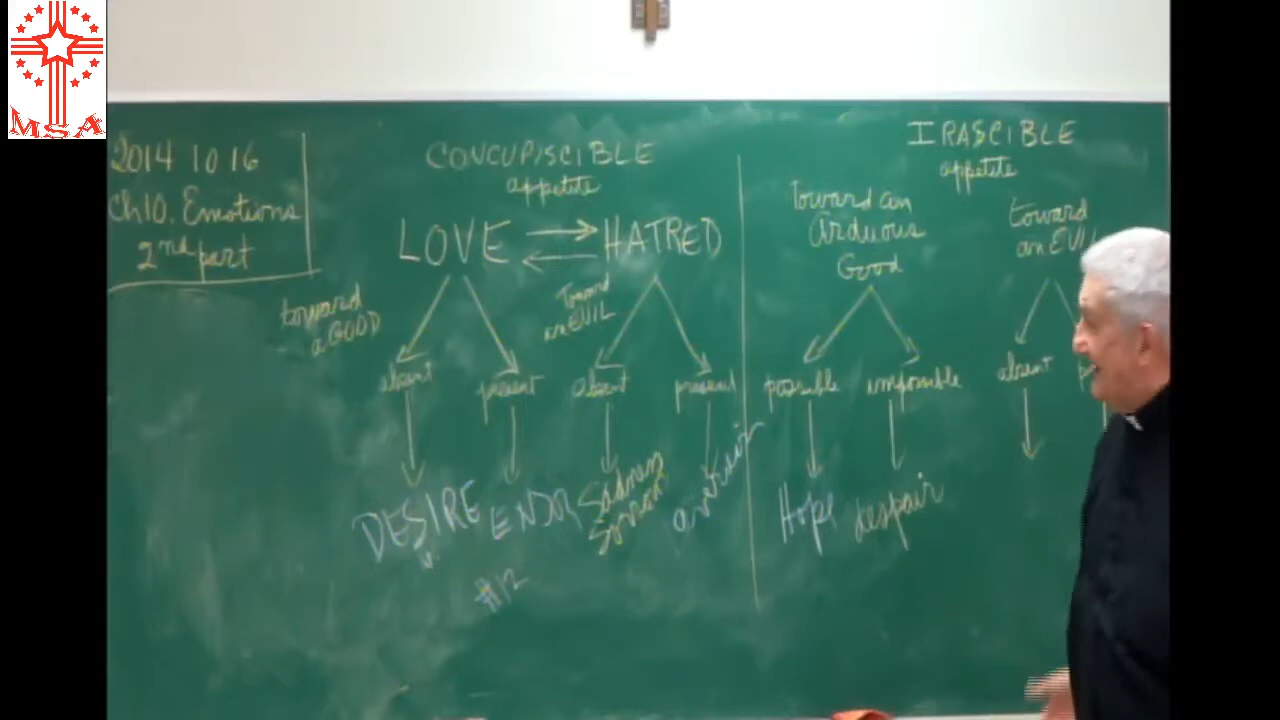 MSA
2014 10 16
Ch10. Emotions
2nd part
CONCUPISCIBLE
appetite
LOVE HATRED
toward
a GOOD
Toward
an EVIL
absent present absent present
DESIRE ENJOY Sadness
Sorrow
aversion
#12
IRASCIBLE
appetite
toward an
Arduous
Good
toward
an EVIL
possible impossible absent
Hope despair